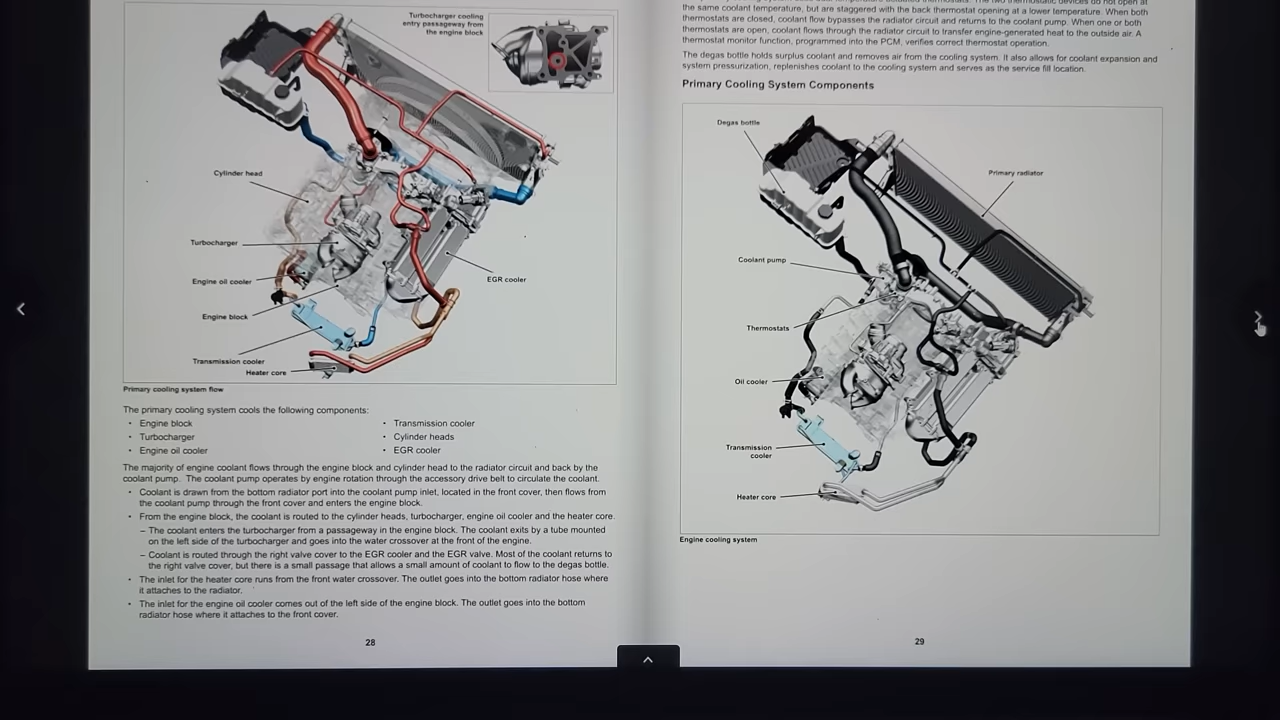 Turbocharger cooling
entry passageway from
the engine block
Cylinder head
Turbocharger
Engine oil cooler
EGR cooler
Engine block
Transmission cooler
Heater core
Primary cooling system flow
The primary cooling system cools the following components:
• Engine block
• Turbocharger
• Engine oil cooler
• Transmission cooler
• Cylinder heads
• EGR cooler
The majority of engine coolant flows through the engine block and cylinder head to the radiator circuit and back by the
coolant pump. The coolant pump operates by engine rotation through the accessory drive belt to circulate the coolant.
• Coolant is drawn from the bottom radiator port into the coolant pump inlet, located in the front cover, then flows from
the coolant pump through the front cover and enters the engine block.
• From the engine block, the coolant is routed to the cylinder heads, turbocharger, engine oil cooler and the heater core.
– The coolant enters the turbocharger from a passageway in the engine block. The coolant exits by a tube mounted
on the left side of the turbocharger and goes into the water crossover at the front of the engine.
– Coolant is routed through the right valve cover to the EGR cooler and the EGR valve. Most of the coolant returns to
the right valve cover, but there is a small passage that allows a small amount of coolant to flow to the degas bottle.
• The inlet for the heater core runs from the front water crossover. The outlet goes into the bottom radiator hose where
it attaches to the radiator.
• The inlet for the engine oil cooler comes out of the left side of the engine block. The outlet goes into the bottom
radiator hose where it attaches to the front cover.
28
the same coolant temperature, but are staggered with the back thermostat opening at a lower temperature. When both
thermostats are closed, coolant flow bypasses the radiator circuit and returns to the coolant pump. When one or both
thermostats are open, coolant flows through the radiator circuit to transfer engine-generated heat to the outside air. A
thermostat monitor function, programmed into the PCM, verifies correct thermostat operation.
The degas bottle holds surplus coolant and removes air from the cooling system. It also allows for coolant expansion and
system pressurization, replenishes coolant to the cooling system and serves as the service fill location.
Primary Cooling System Components
Degas bottle
Primary radiator
Coolant pump
Thermostats
Oil cooler
Transmission
cooler
Heater core
Engine cooling system
29